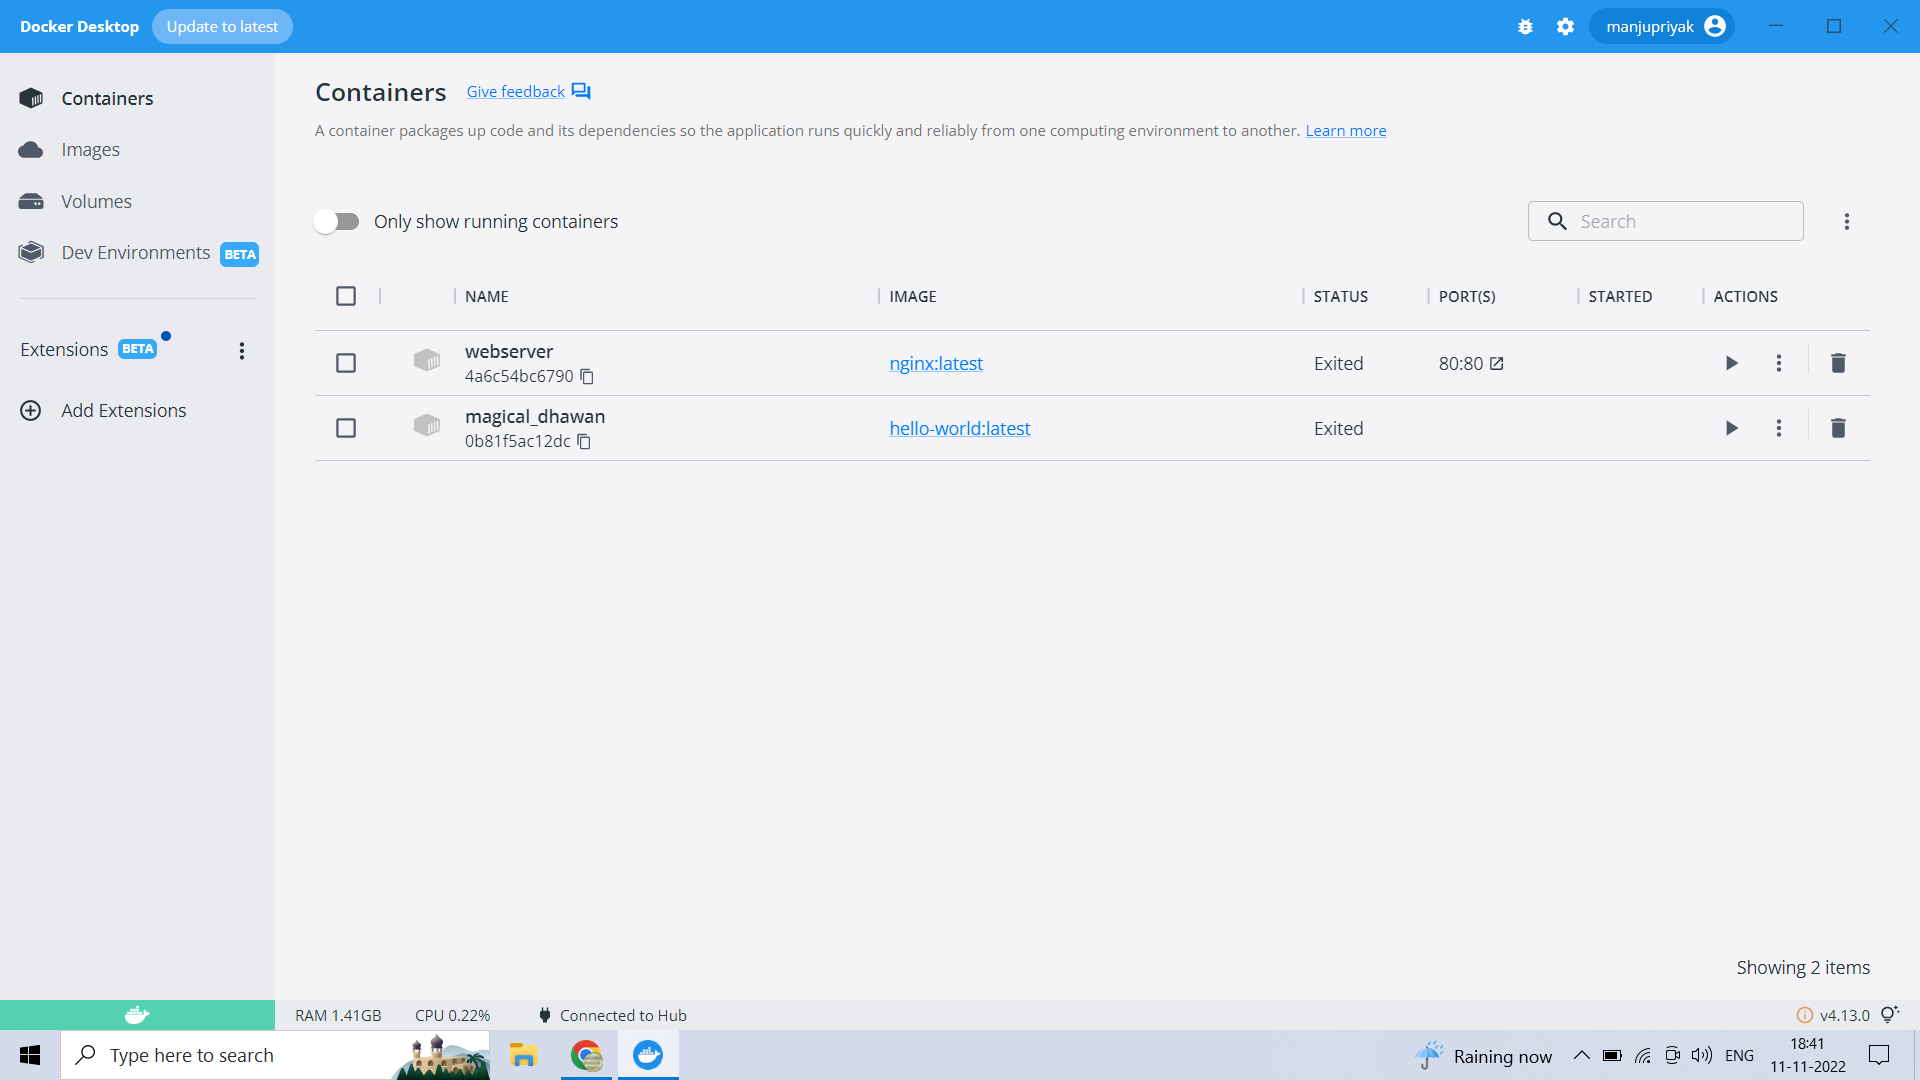 Docker Desktop Update to latest manjupriyak
Containers
Images
Volumes
Dev Environments BETA
Extensions BETA
Add Extensions
Containers Give feedback
A container packages up code and its dependencies so the application runs quickly and reliably from one computing environment to another. Learn more
Only show running containers Search
NAME IMAGE STATUS PORT(S) STARTED ACTIONS
webserver
4a6c54bc6790 nginx:latest Exited 80:80
magical_dhawan
0b81f5ac12dc hello-world:latest Exited
Showing 2 items
RAM 1.41GB CPU 0.22% Connected to Hub v4.13.0
Type here to search Raining now ENG 18:41
11-11-2022